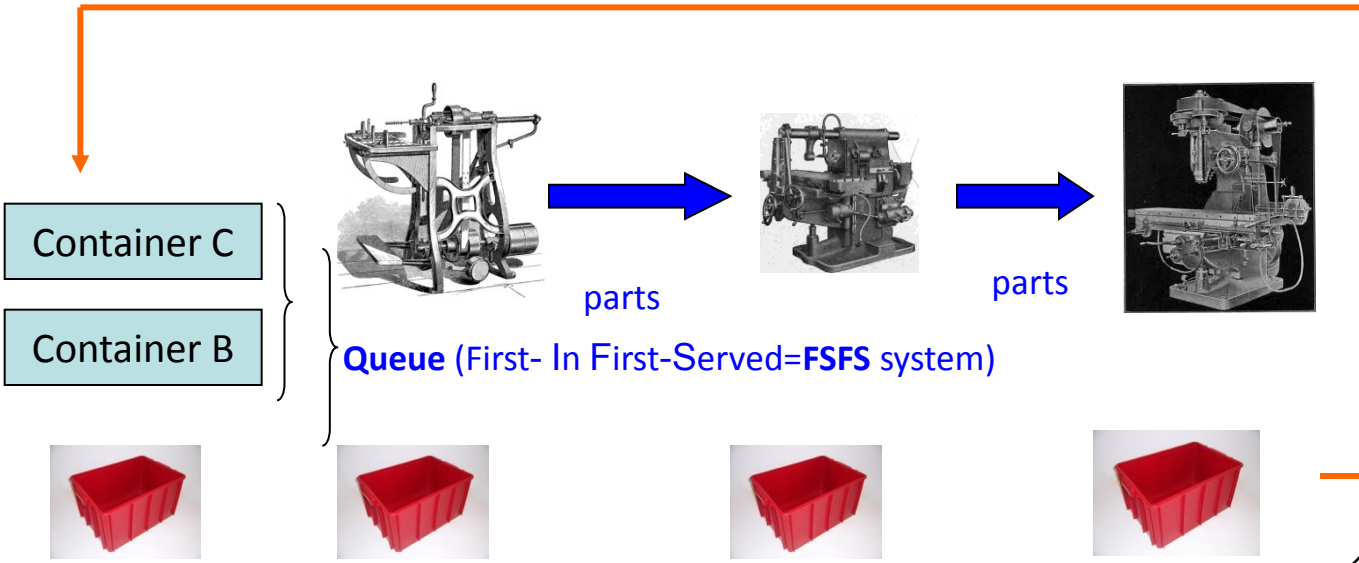 Container C
Container B
parts
parts
Queue (First- In First-Served=FSFS system)